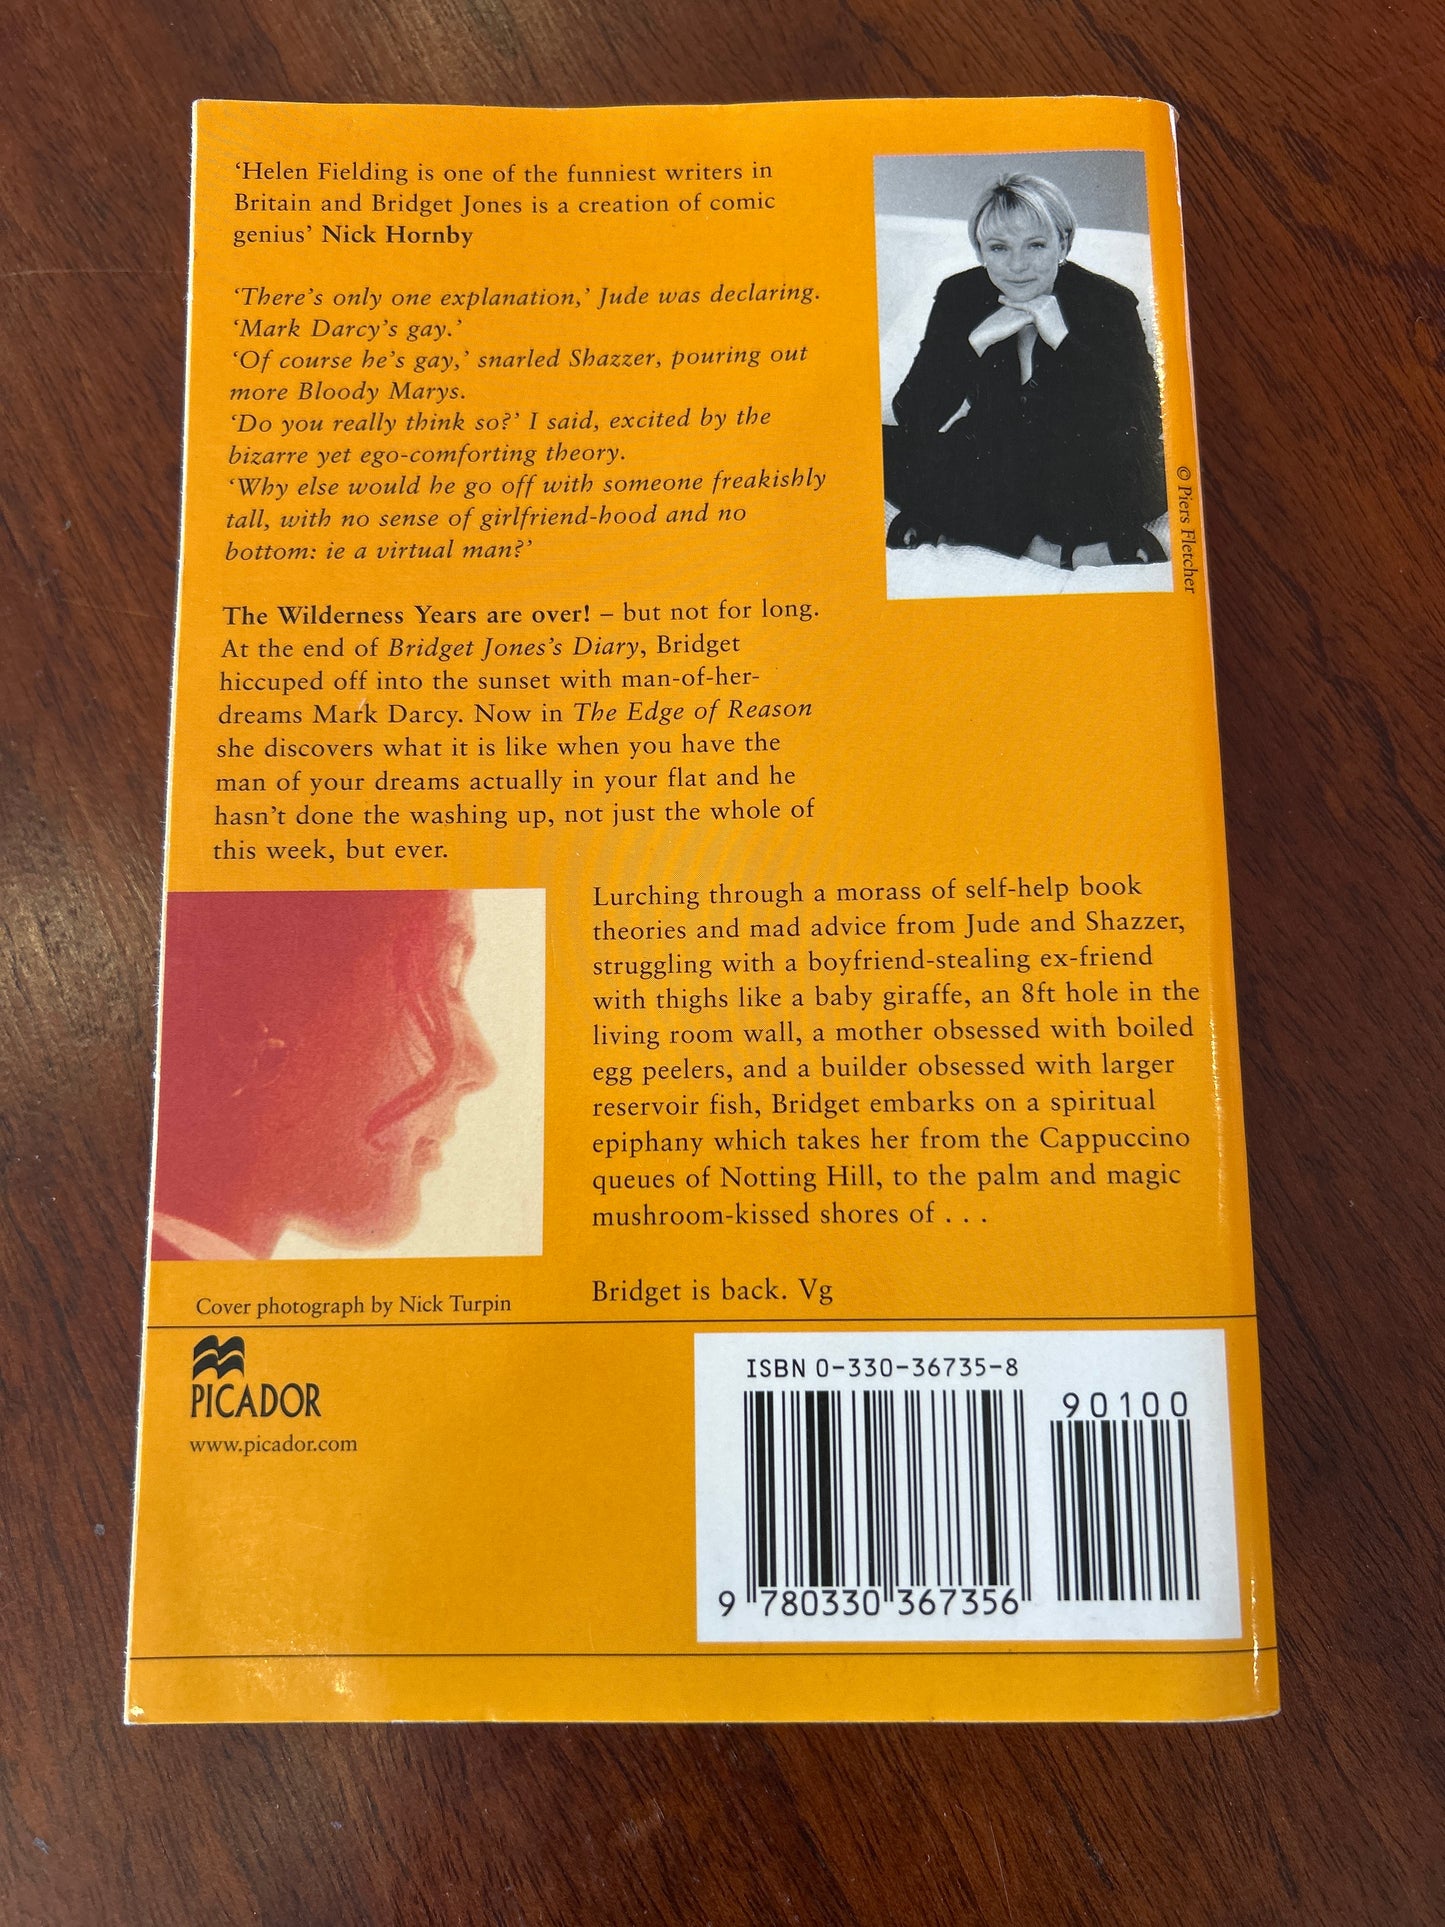 ‘Helen Fielding is one of the funniest writers in
Britain and Bridget Jones is a creation of comic
genius’ Nick Hornby
‘There’s only one explanation,’ Jude was declaring.
‘Mark Darcy’s gay.’
‘Of course he’s gay,’ snarled Shazzer, pouring out
more Bloody Marys.
‘Do you really think so?’ I said, excited by the
bizarre yet ego-comforting theory.
‘Why else would he go off with someone freakishly
tall, with no sense of girlfriend-hood and no
bottom: ie a virtual man?’
© Piers Fletcher
The Wilderness Years are over! – but not for long.
At the end of Bridget Jones’s Diary, Bridget
hiccuped off into the sunset with man-of-her-
dreams Mark Darcy. Now in The Edge of Reason
she discovers what it is like when you have the
man of your dreams actually in your flat and he
hasn’t done the washing up, not just the whole of
this week, but ever.
Lurching through a morass of self-help book
theories and mad advice from Jude and Shazzer,
struggling with a boyfriend-stealing ex-friend
with thighs like a baby giraffe, an 8ft hole in the
living room wall, a mother obsessed with boiled
egg peelers, and a builder obsessed with larger
reservoir fish, Bridget embarks on a spiritual
epiphany which takes her from the Cappuccino
queues of Notting Hill, to the palm and magic
mushroom-kissed shores of . . .
Bridget is back. Vg
Cover photograph by Nick Turpin
PICADOR
www.picador.com
ISBN 0-330-36735-8
90100
9 780330 367356